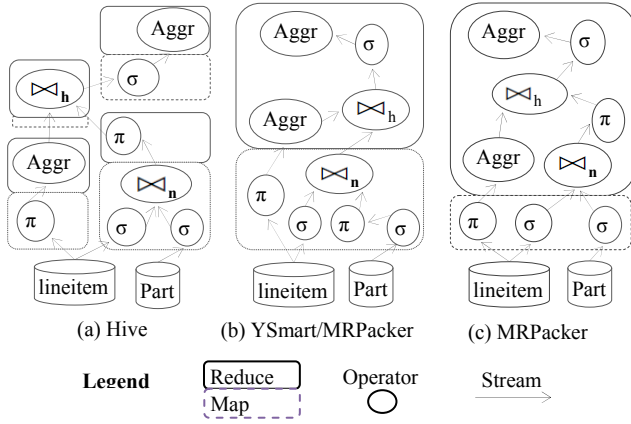 Aggr
σ
⋈h
π
Aggr
⋈n
π
σ
σ
lineitem
Part
(a) Hive
Aggr
σ
⋈h
Aggr
⋈n
π
σ
π
σ
lineitem
Part
(b) YSmart/MRPacker
Aggr
σ
⋈h
π
Aggr
⋈n
π
σ
σ
lineitem
Part
(c) MRPacker
Legend
Reduce
Map
Operator
Stream